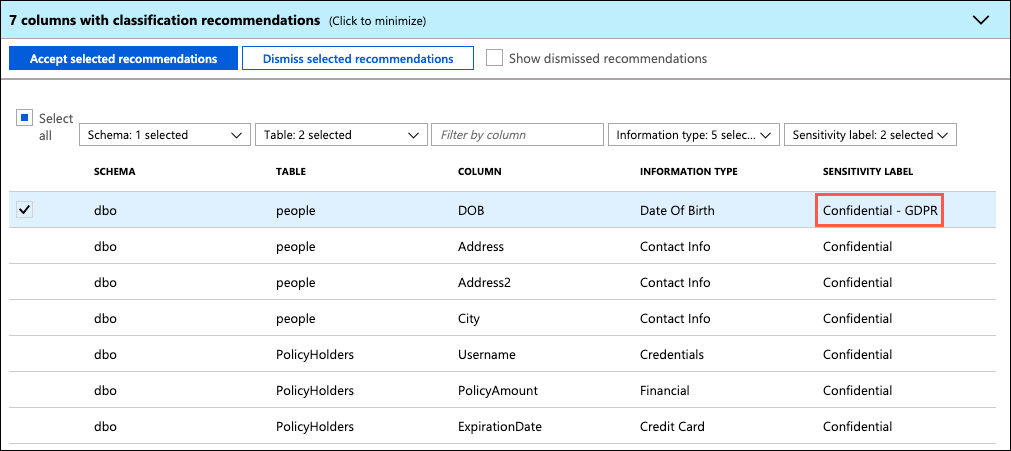 7 columns with classification recommendations (Click to minimize)
Accept selected recommendations Dismiss selected recommendations Show dismissed recommendations
Select all
Schema: 1 selected Table: 2 selected Filter by column Information type: 5 selec... Sensitivity label: 2 selected
SCHEMA TABLE COLUMN INFORMATION TYPE SENSITIVITY LABEL
dbo people DOB Date Of Birth Confidential - GDPR
dbo people Address Contact Info Confidential
dbo people Address2 Contact Info Confidential
dbo people City Contact Info Confidential
dbo PolicyHolders Username Credentials Confidential
dbo PolicyHolders PolicyAmount Financial Confidential
dbo PolicyHolders ExpirationDate Credit Card Confidential